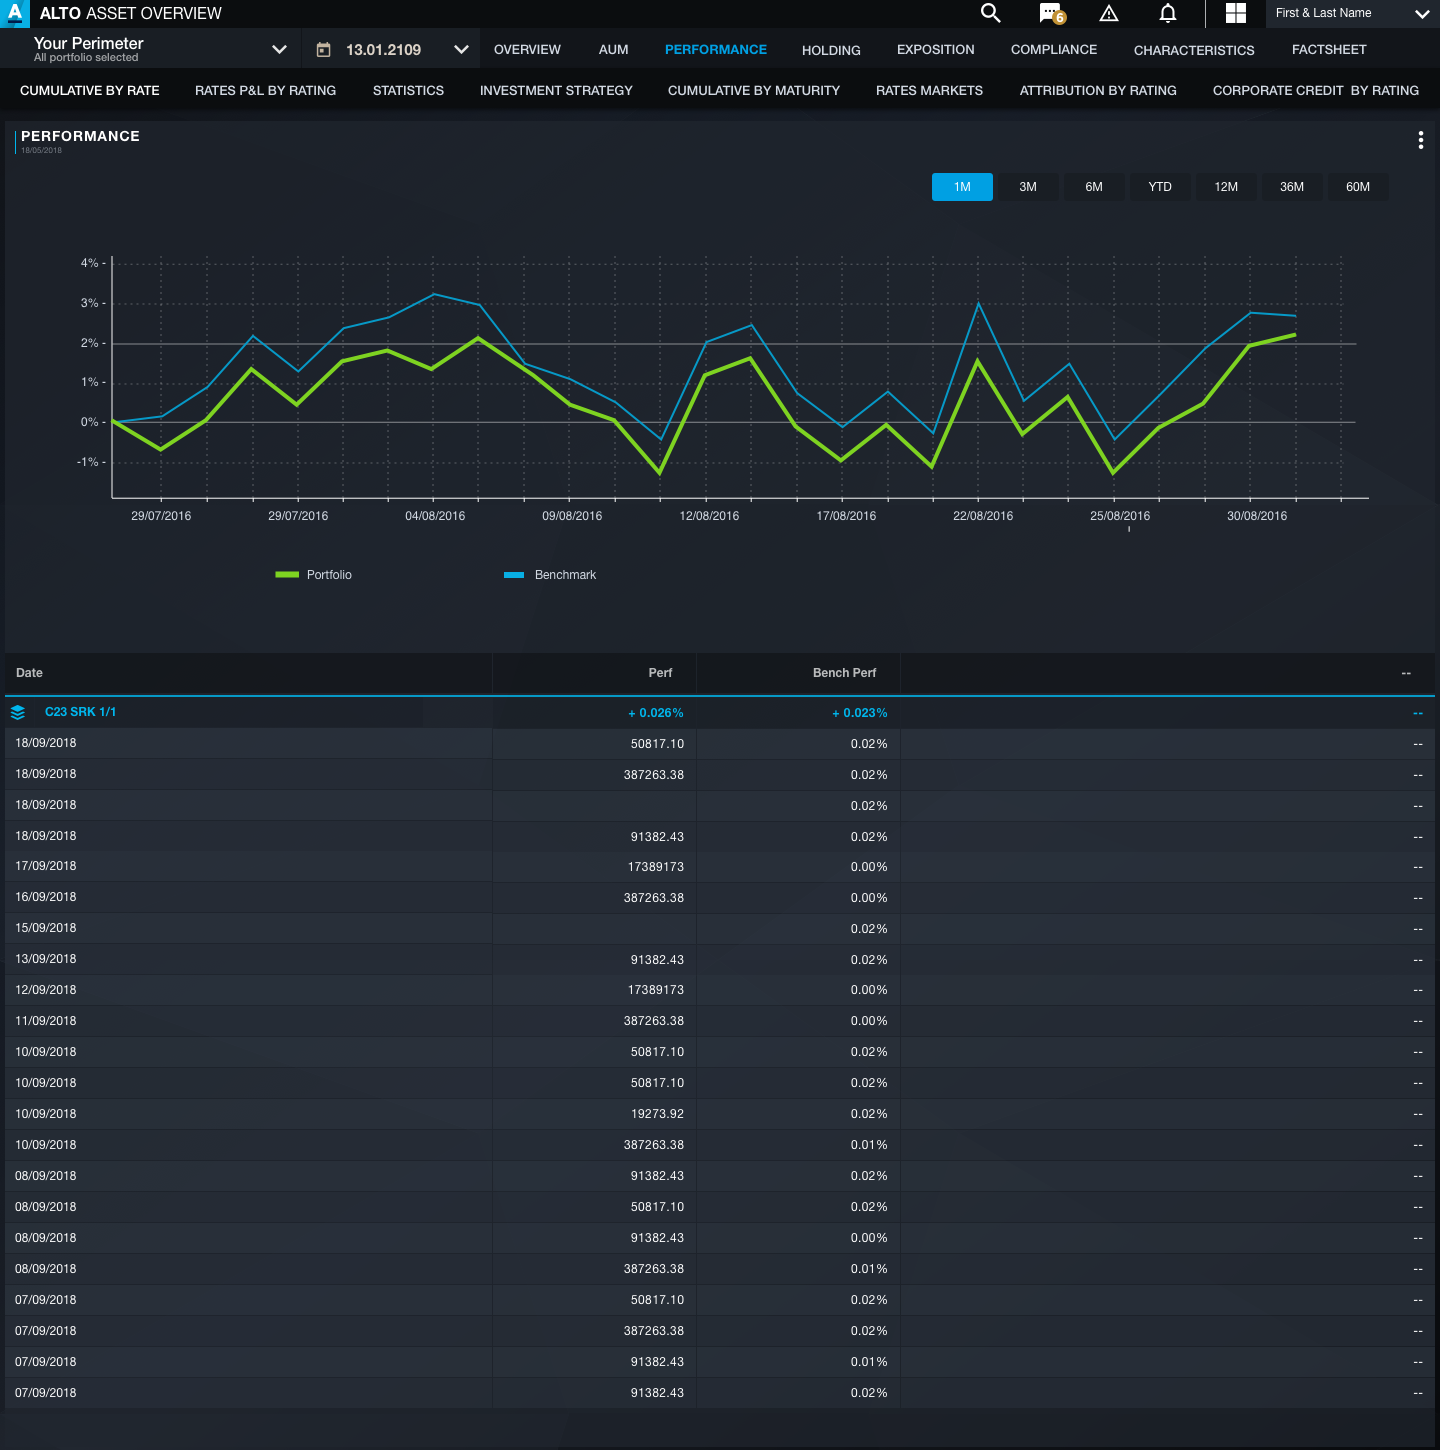 A ALTO ASSET OVERVIEW 6 First & Last Name
Your Perimeter
All portfolio selected
13.01.2109 OVERVIEW AUM PERFORMANCE HOLDING EXPOSITION COMPLIANCE CHARACTERISTICS FACTSHEET
CUMULATIVE BY RATE RATES P&L BY RATING STATISTICS INVESTMENT STRATEGY CUMULATIVE BY MATURITY RATES MARKETS ATTRIBUTION BY RATING CORPORATE CREDIT BY RATING
PERFORMANCE
18/05/2018
1M 3M 6M YTD 12M 36M 60M
4% -
3% -
2% -
1% -
0% -
-1% -
29/07/2016 29/07/2016 04/08/2016 09/08/2016 12/08/2016 17/08/2016 22/08/2016 25/08/2016 30/08/2016
Portfolio Benchmark
Date Perf Bench Perf --
C23 SRK 1/1 + 0.026% + 0.023% --
18/09/2018 50817.10 0.02% --
18/09/2018 387263.38 0.02% --
18/09/2018 0.02% --
18/09/2018 91382.43 0.02% --
17/09/2018 17389173 0.00% --
16/09/2018 387263.38 0.00% --
15/09/2018 0.02% --
13/09/2018 91382.43 0.02% --
12/09/2018 17389173 0.00% --
11/09/2018 387263.38 0.00% --
10/09/2018 50817.10 0.02% --
10/09/2018 50817.10 0.02% --
10/09/2018 19273.92 0.02% --
10/09/2018 387263.38 0.01% --
08/09/2018 91382.43 0.02% --
08/09/2018 50817.10 0.02% --
08/09/2018 91382.43 0.00% --
08/09/2018 387263.38 0.01% --
07/09/2018 50817.10 0.02% --
07/09/2018 387263.38 0.02% --
07/09/2018 91382.43 0.01% --
07/09/2018 91382.43 0.02% --